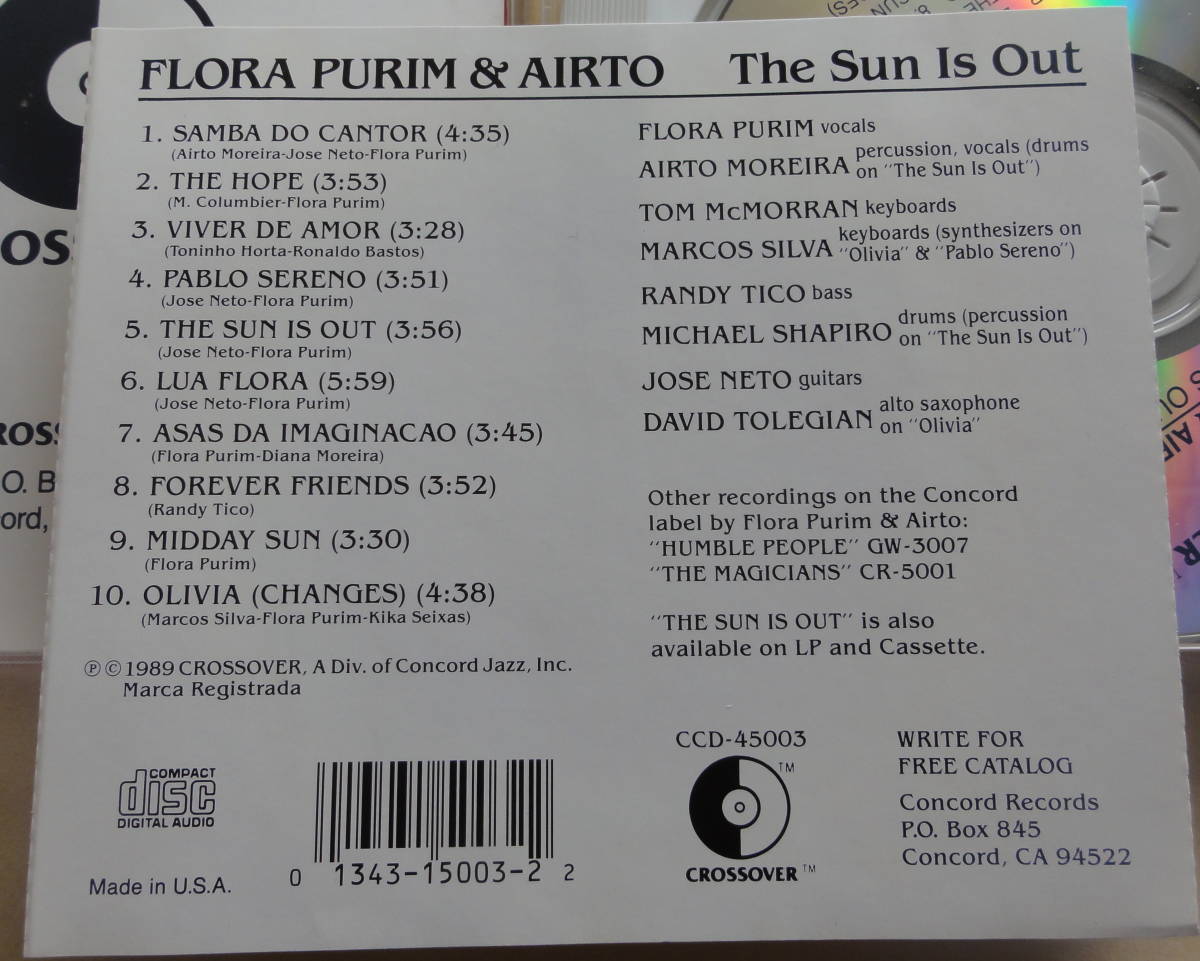 FLORA PURIM & AIRTO The Sun Is Out
1. SAMBA DO CANTOR (4:35)
(Airto Moreira-Jose Neto-Flora Purim)
2. THE HOPE (3:53)
(M. Columbier-Flora Purim)
3. VIVER DE AMOR (3:28)
(Toninho Horta-Ronaldo Bastos)
4. PABLO SERENO (3:51)
(Jose Neto-Flora Purim)
5. THE SUN IS OUT (3:56)
(Jose Neto-Flora Purim)
6. LUA FLORA (5:59)
(Jose Neto-Flora Purim)
7. ASAS DA IMAGINACAO (3:45)
(Flora Purim-Diana Moreira)
8. FOREVER FRIENDS (3:52)
(Randy Tico)
9. MIDDAY SUN (3:30)
(Flora Purim)
10. OLIVIA (CHANGES) (4:38)
(Marcos Silva-Flora Purim-Kika Seixas)
℗ © 1989 CROSSOVER, A Div. of Concord Jazz, Inc.
Marca Registrada
FLORA PURIM vocals
AIRTO MOREIRA percussion, vocals (drums
on "The Sun Is Out")
TOM McMORRAN keyboards
MARCOS SILVA keyboards (synthesizers on
"Olivia" & "Pablo Sereno")
RANDY TICO bass
MICHAEL SHAPIRO drums (percussion
on "The Sun Is Out")
JOSE NETO guitars
DAVID TOLEGIAN alto saxophone
on "Olivia"
Other recordings on the Concord
label by Flora Purim & Airto:
"HUMBLE PEOPLE" GW-3007
"THE MAGICIANS" CR-5001
"THE SUN IS OUT" is also
available on LP and Cassette.
COMPACT
disc
DIGITAL AUDIO
Made in U.S.A.
0 1343-15003-2 2
CCD-45003
TM
CROSSOVER TM
WRITE FOR
FREE CATALOG
Concord Records
P.O. Box 845
Concord, CA 94522